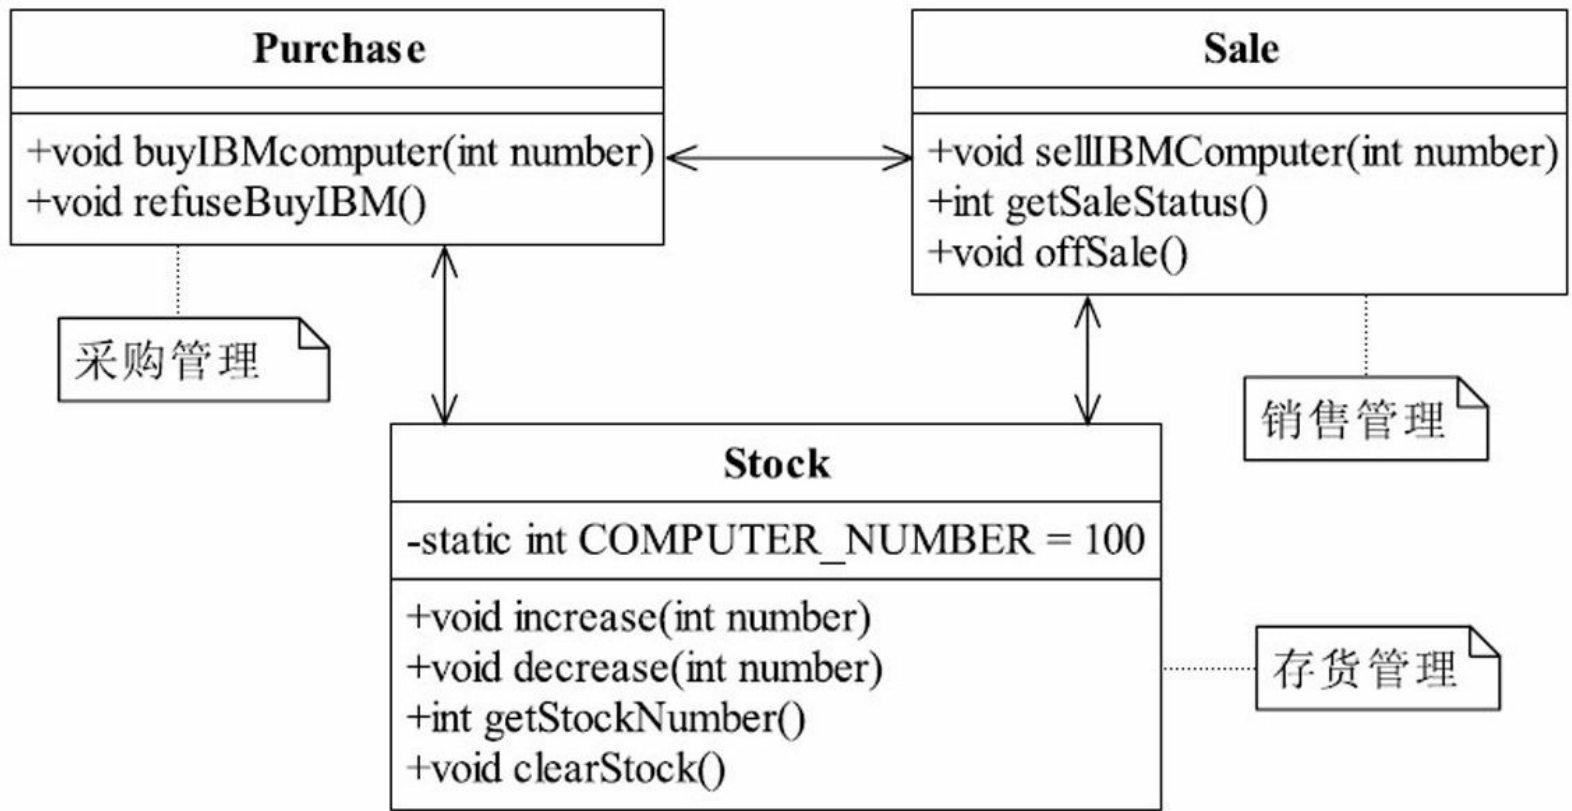 Purchase
+void buyIBMcomputer(int number)
+void refuseBuyIBM()
采购管理
Sale
+void sellIBMComputer(int number)
+int getSaleStatus()
+void offSale()
销售管理
Stock
-static int COMPUTER_NUMBER = 100
+void increase(int number)
+void decrease(int number)
+int getStockNumber()
+void clearStock()
存货管理